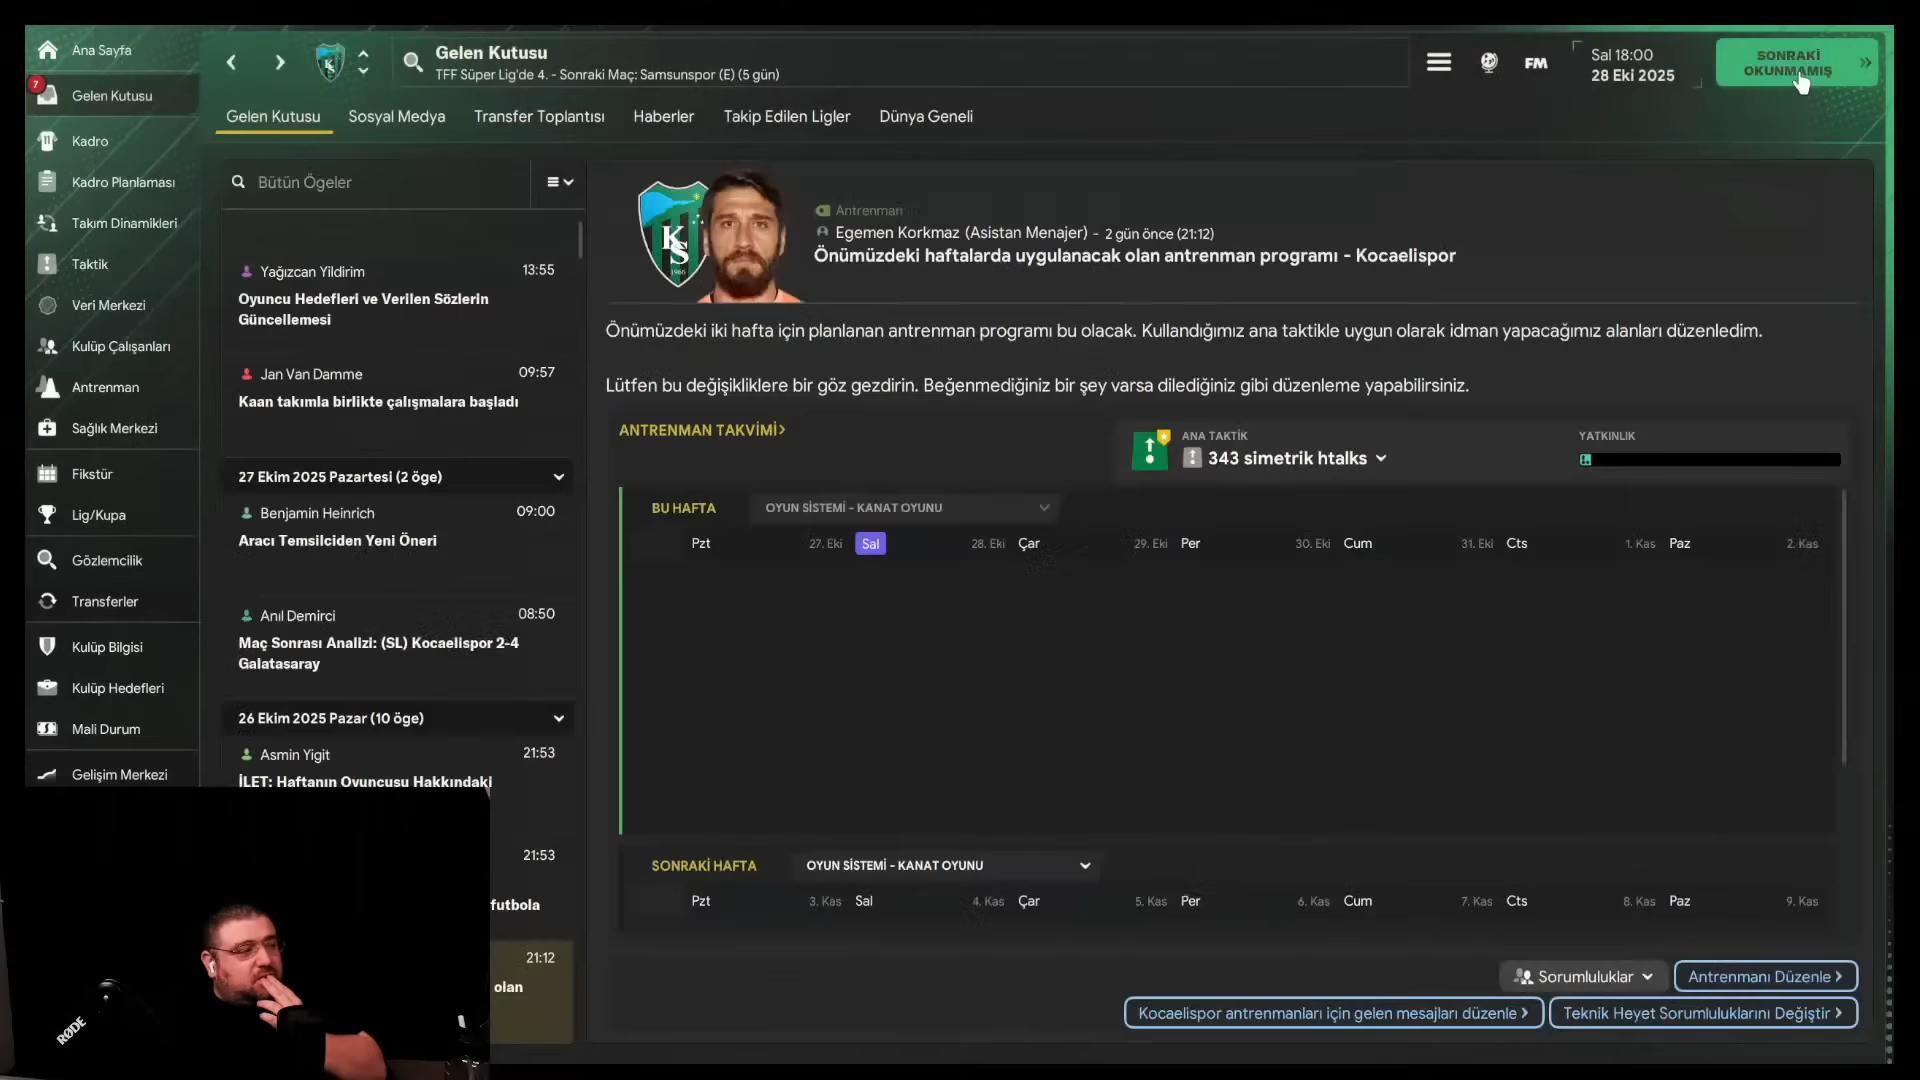 Ana Sayfa
7
Gelen Kutusu
Kadro
Kadro Planlaması
Takım Dinamikleri
Taktik
Veri Merkezi
Kulüp Çalışanları
Antrenman
Sağlık Merkezi
Fikstür
Lig/Kupa
Gözlemcilik
Transferler
Kulüp Bilgisi
Kulüp Hedefleri
Mali Durum
Gelişim Merkezi
Gelen Kutusu
TFF Süper Lig'de 4. - Sonraki Maç: Samsunspor (E) (5 gün)
FM
Sal 18:00
28 Eki 2025
SONRAKİ
OKUNMAMIŞ
Gelen Kutusu Sosyal Medya Transfer Toplantısı Haberler Takip Edilen Ligler Dünya Geneli
Bütün Ögeler
Yağızcan Yildirim 13:55
Oyuncu Hedefleri ve Verilen Sözlerin
Güncellemesi
Jan Van Damme 09:57
Kaan takımla birlikte çalışmalara başladı
27 Ekim 2025 Pazartesi (2 öge)
Benjamin Heinrich 09:00
Aracı Temsilciden Yeni Öneri
Anıl Demirci 08:50
Maç Sonrası Analizi: (SL) Kocaelispor 2-4
Galatasaray
26 Ekim 2025 Pazar (10 öge)
Asmin Yigit 21:53
İLET: Haftanın Oyuncusu Hakkındaki
21:53
futbola
21:12
olan
KS
1966
Antrenman
Egemen Korkmaz (Asistan Menajer) - 2 gün önce (21:12)
Önümüzdeki haftalarda uygulanacak olan antrenman programı - Kocaelispor
Önümüzdeki iki hafta için planlanan antrenman programı bu olacak. Kullandığımız ana taktikle uygun olarak idman yapacağımız alanları düzenledim.
Lütfen bu değişikliklere bir göz gezdirin. Beğenmediğiniz bir şey varsa dilediğiniz gibi düzenleme yapabilirsiniz.
ANTRENMAN TAKVİMİ>
ANA TAKTİK
343 simetrik htalks
YATKINLIK
BU HAFTA OYUN SİSTEMİ - KANAT OYUNU
Pzt 27. Eki Sal 28. Eki Çar 29. Eki Per 30. Eki Cum 31. Eki Cts 1. Kas Paz 2. Kas
SONRAKİ HAFTA OYUN SİSTEMİ - KANAT OYUNU
Pzt 3. Kas Sal 4. Kas Çar 5. Kas Per 6. Kas Cum 7. Kas Cts 8. Kas Paz 9. Kas
Sorumluluklar Antrenmanı Düzenle >
Kocaelispor antrenmanları için gelen mesajları düzenle > Teknik Heyet Sorumluluklarını Değiştir >
RØDE